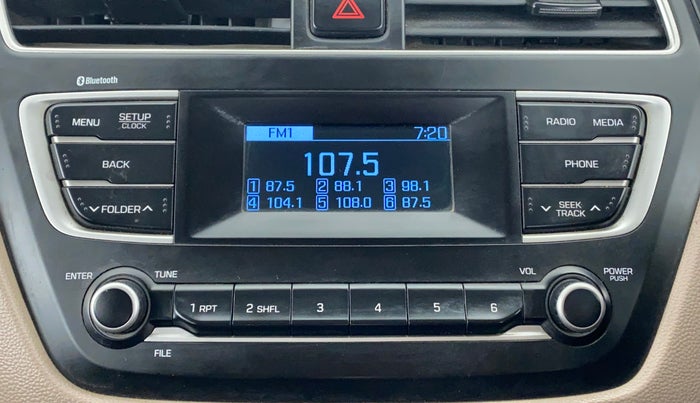 Bluetooth
MENU SETUP CLOCK
BACK
FOLDER
FM1 7:20
107.5
1 87.5 2 88.1 3 98.1
4 104.1 5 108.0 6 87.5
RADIO MEDIA
PHONE
SEEK TRACK
ENTER TUNE
FILE
1 RPT 2 SHFL 3 4 5 6
VOL POWER PUSH